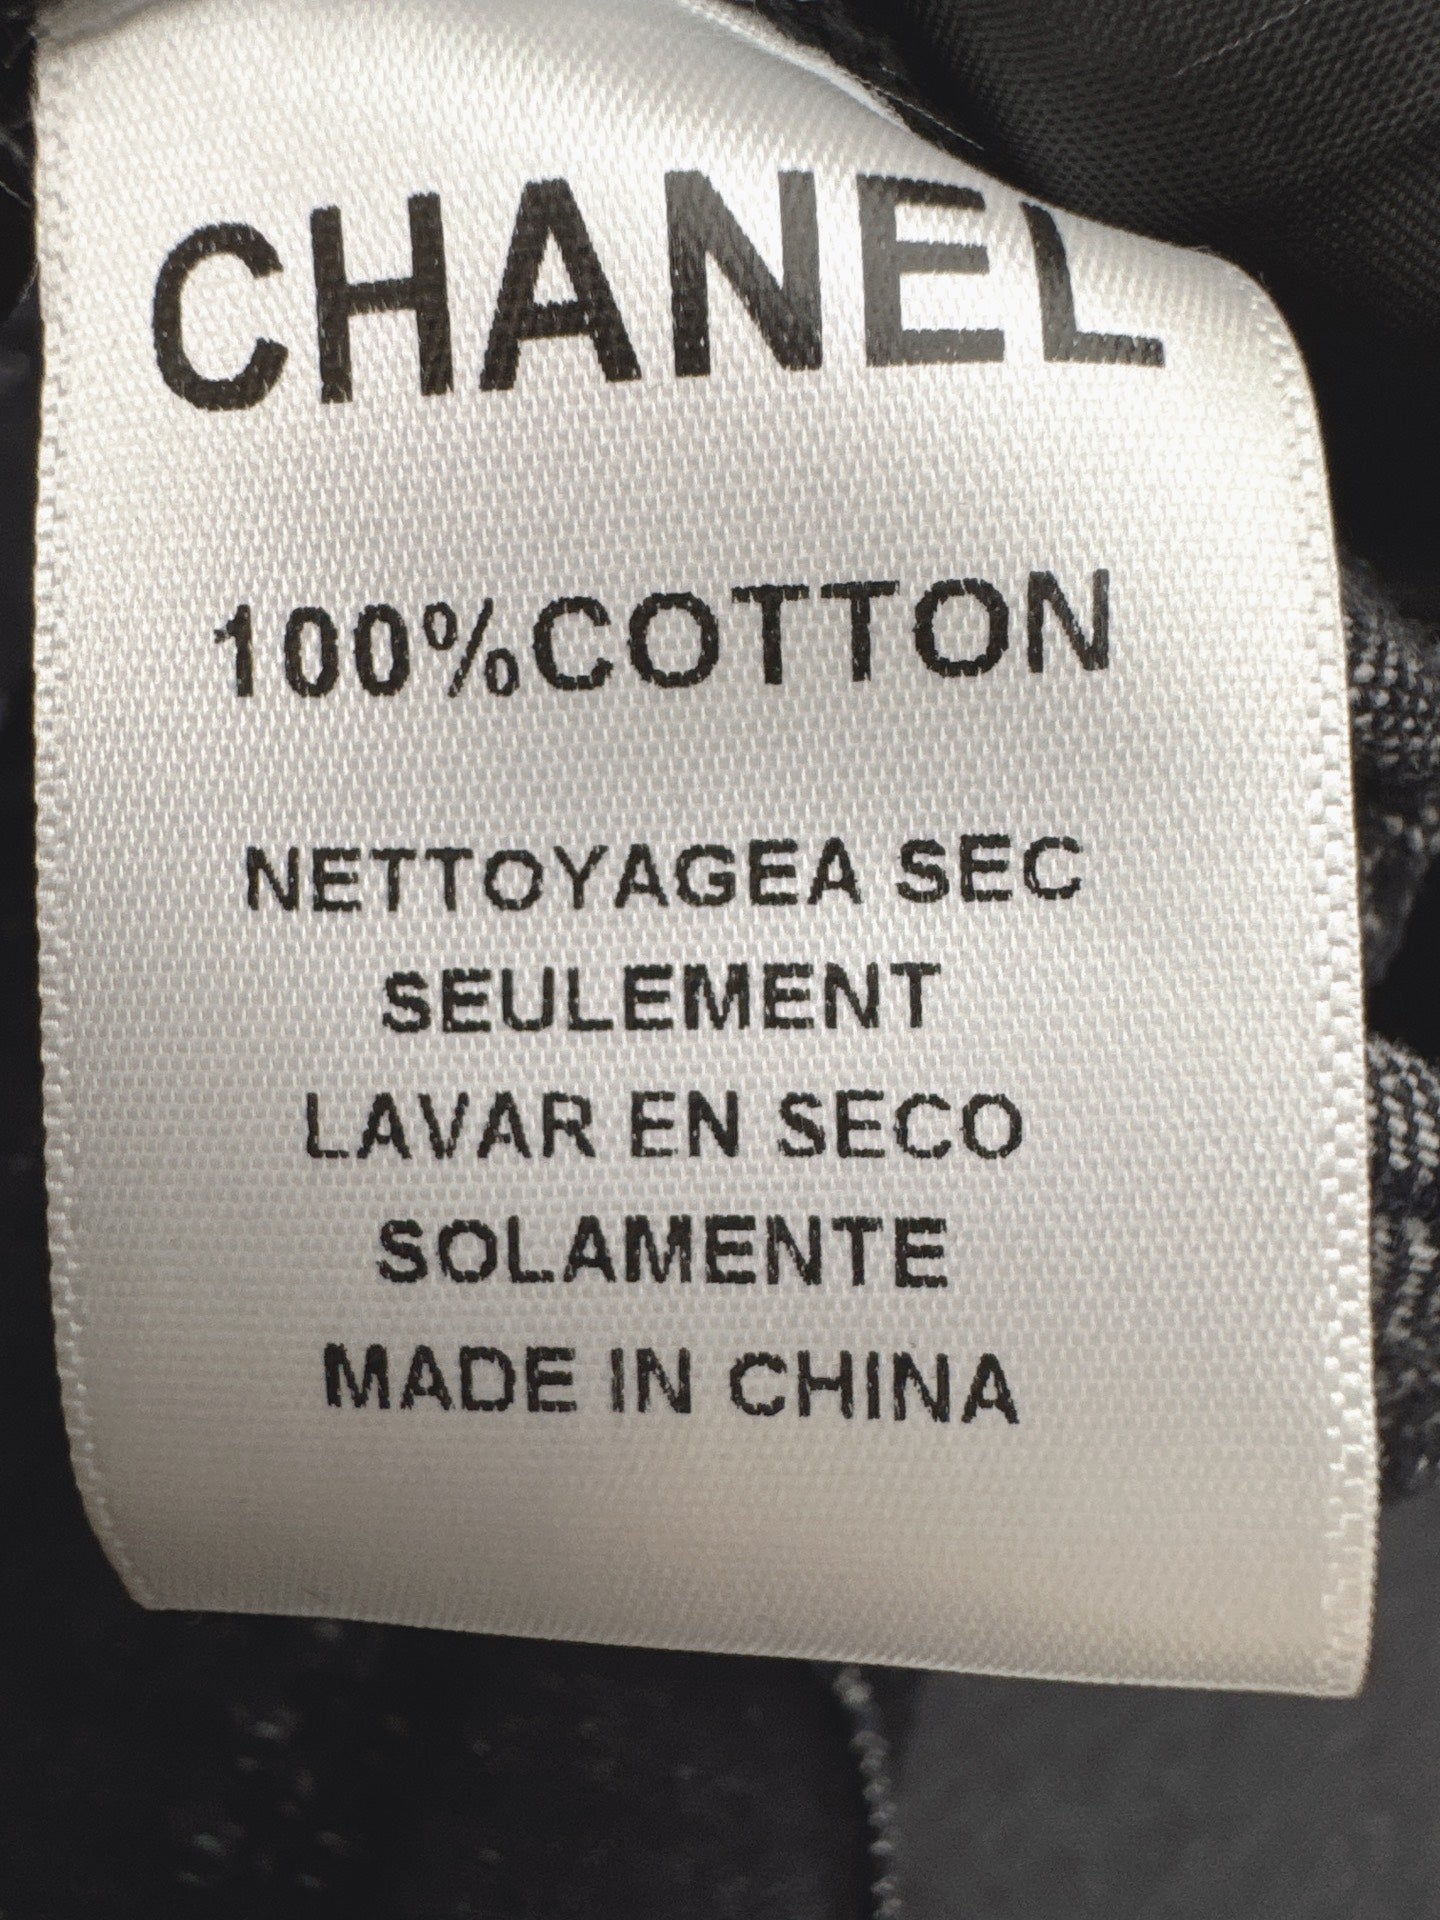 CHANEL
100%COTTON
NETTOYAGEA SEC
SEULEMENT
LAVAR EN SECO
SOLAMENTE
MADE IN CHINA